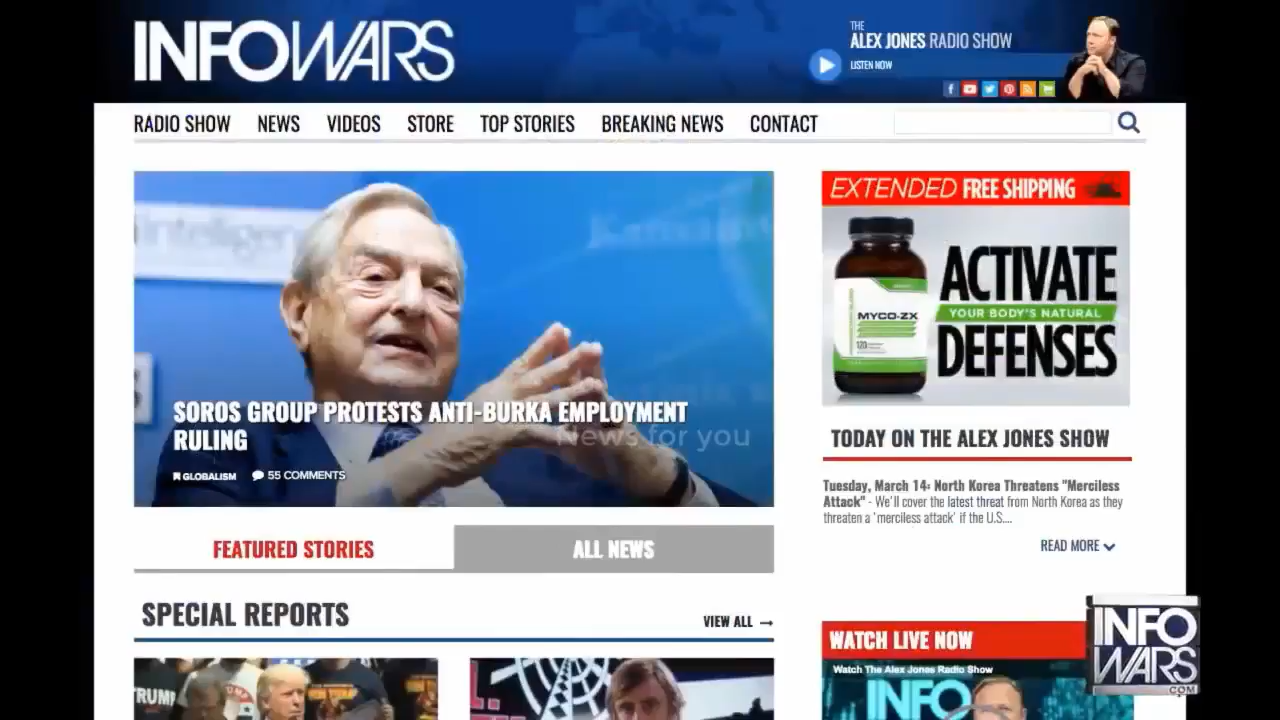 INFOWARS
THE
ALEX JONES RADIO SHOW
LISTEN NOW
RADIO SHOW NEWS VIDEOS STORE TOP STORIES BREAKING NEWS CONTACT
EXTENDED FREE SHIPPING
MYCO-ZX
120
ACTIVATE
YOUR BODY'S NATURAL
DEFENSES
SOROS GROUP PROTESTS ANTI-BURKA EMPLOYMENT
RULING
News for you
GLOBALISM 55 COMMENTS
TODAY ON THE ALEX JONES SHOW
Tuesday, March 14: North Korea Threatens "Merciless
Attack" - We'll cover the latest threat from North Korea as they
threaten a 'merciless attack' if the U.S....
READ MORE
FEATURED STORIES ALL NEWS
SPECIAL REPORTS VIEW ALL →
WATCH LIVE NOW
Watch The Alex Jones Radio Show
INFO
TRUMP
INFO
WARS
.COM